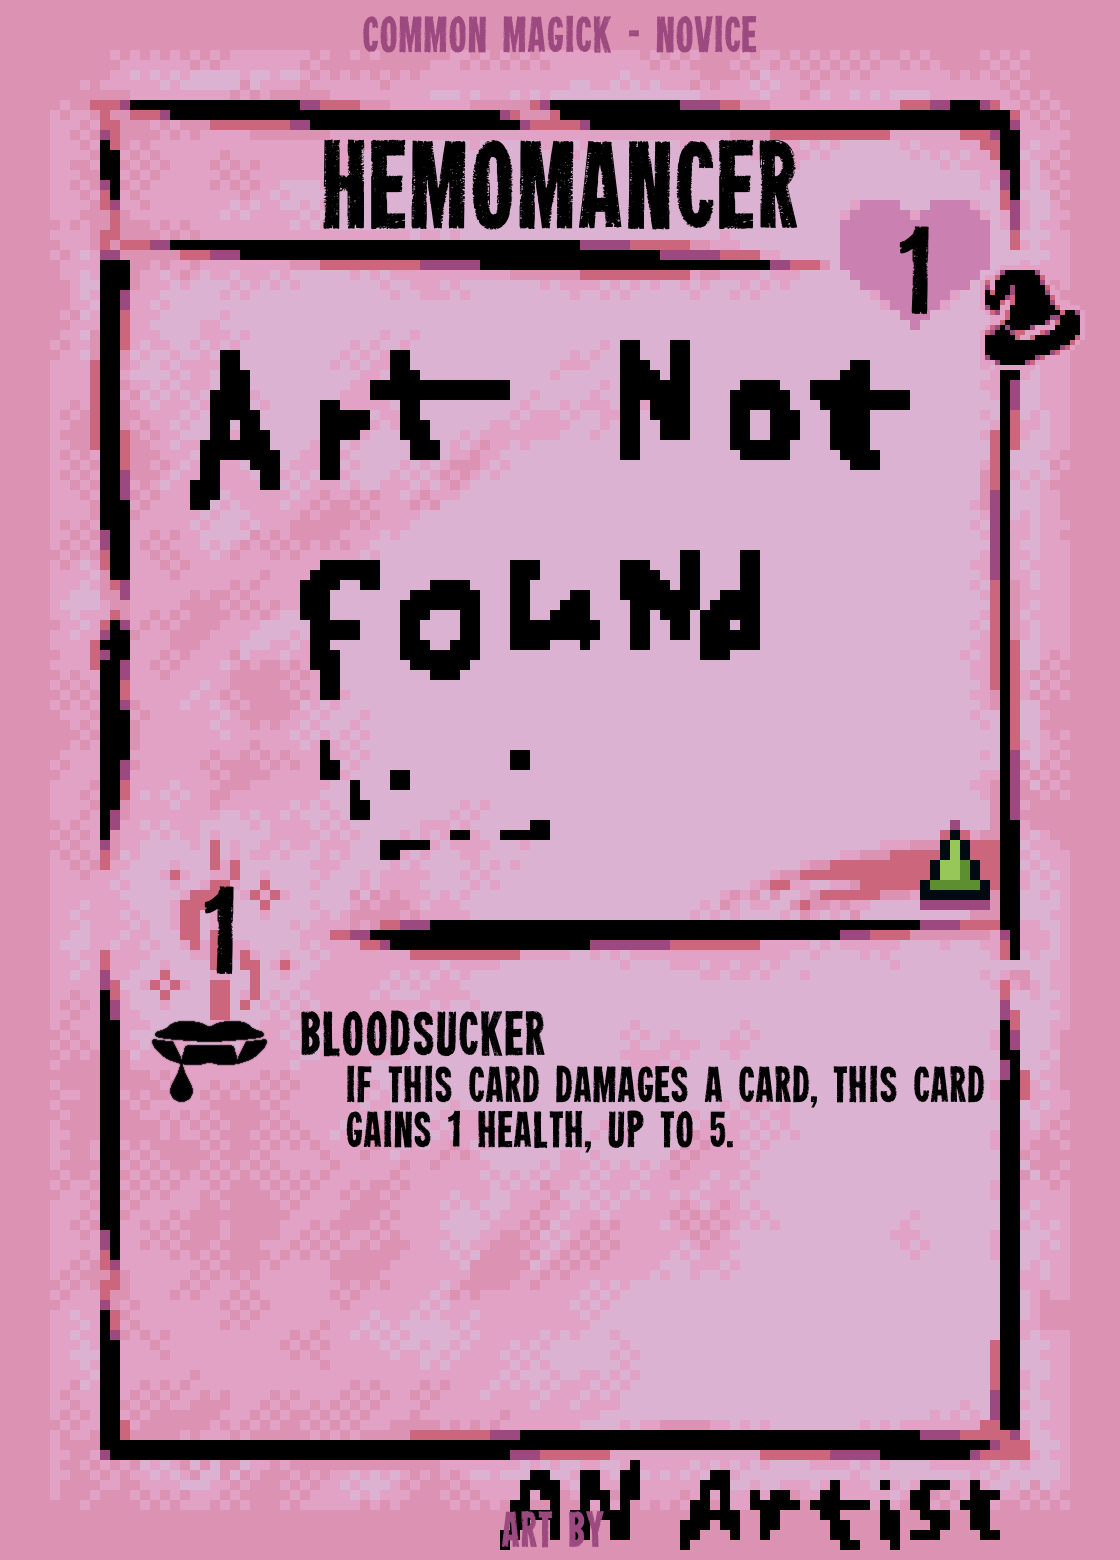 COMMON MAGICK - NOVICE
HEMOMANCER
1
Art Not
FouNd
1
BLOODSUCKER
IF THIS CARD DAMAGES A CARD, THIS CARD
GAINS 1 HEALTH, UP TO 5.
ART BY AN Artist